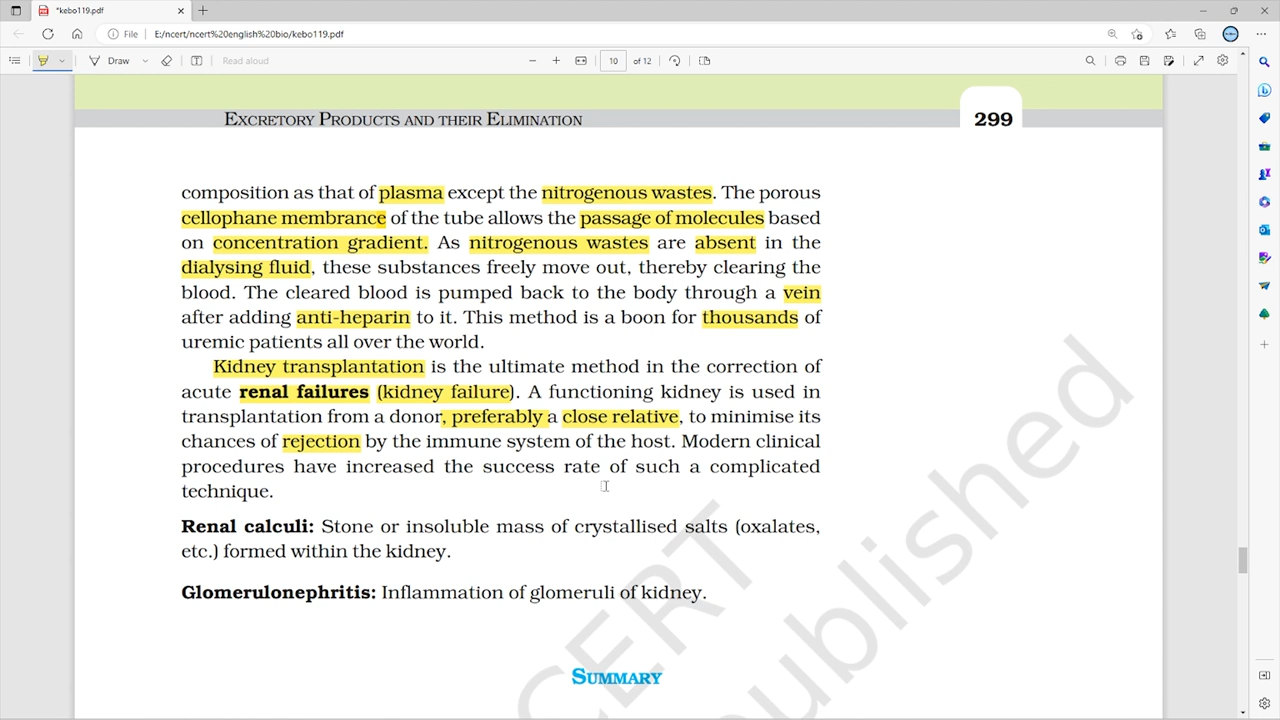 *kebo119.pdf
File
E:/ncert/ncert%20english%20bio/kebo119.pdf
Draw
Read aloud
10 of 12
EXCRETORY PRODUCTS AND THEIR ELIMINATION
299
composition as that of plasma except the nitrogenous wastes. The porous
cellophane membrance of the tube allows the passage of molecules based
on concentration gradient. As nitrogenous wastes are absent in the
dialysing fluid, these substances freely move out, thereby clearing the
blood. The cleared blood is pumped back to the body through a vein
after adding anti-heparin to it. This method is a boon for thousands of
uremic patients all over the world.
Kidney transplantation is the ultimate method in the correction of
acute renal failures (kidney failure). A functioning kidney is used in
transplantation from a donor, preferably a close relative, to minimise its
chances of rejection by the immune system of the host. Modern clinical
procedures have increased the success rate of such a complicated
technique.
Renal calculi: Stone or insoluble mass of crystallised salts (oxalates,
etc.) formed within the kidney.
Glomerulonephritis: Inflammation of glomeruli of kidney.
SUMMARY
CERT
ublished